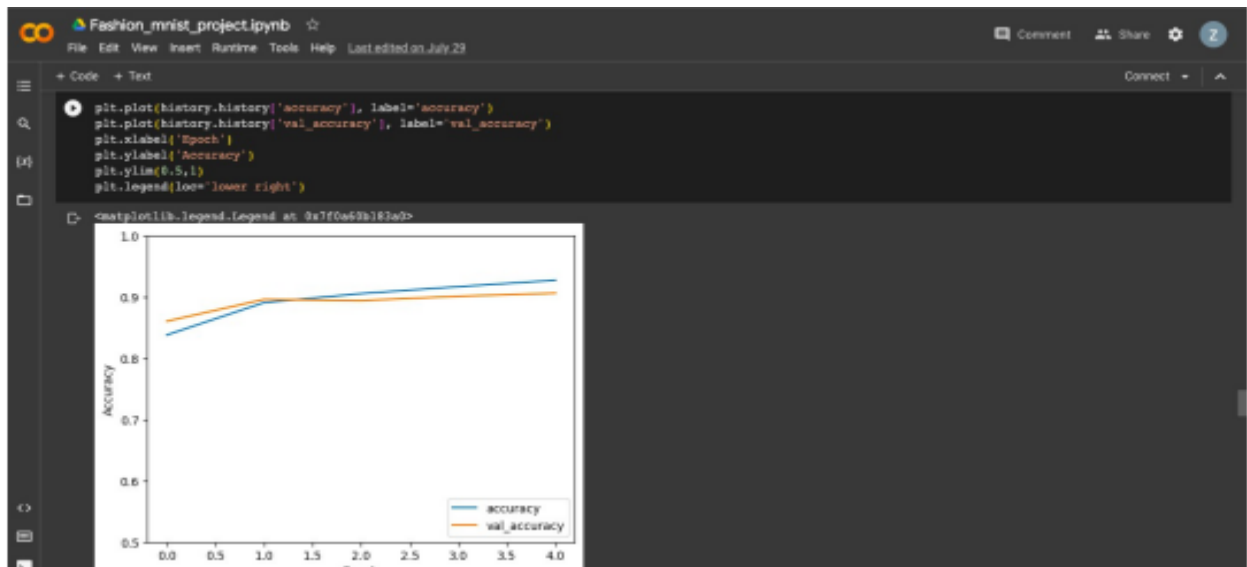 Fashion_mnist_project.ipynb
File Edit View Insert Runtime Tools Help Last edited on July 29
Comment Share Z
+ Code + Text
Connect
plt.plot(history.history['accuracy'], label='accuracy')
plt.plot(history.history['val_accuracy'], label='val_accuracy')
plt.xlabel('Epoch')
plt.ylabel('Accuracy')
plt.ylim(0.5,1)
plt.legend(loc='lower right')
{x}
<matplotlib.legend.Legend at 0x7f0a60b183a0>
1.0
0.9
0.8
0.7
0.6
0.5
Accuracy
accuracy
val_accuracy
0.0 0.5 1.0 1.5 2.0 2.5 3.0 3.5 4.0